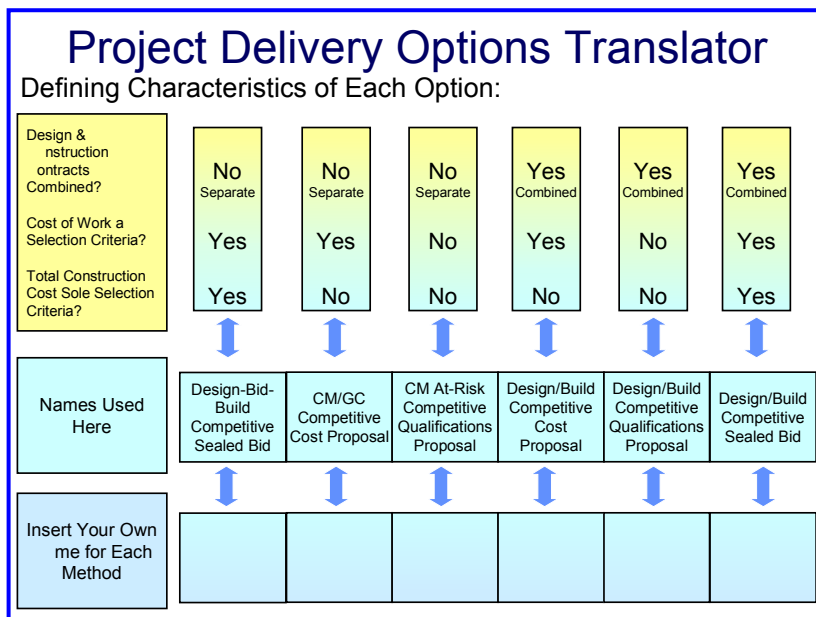 Project Delivery Options Translator
Defining Characteristics of Each Option:
Design &
nstruction
ontracts
Combined?
Cost of Work a
Selection Criteria?
Total Construction
Cost Sole Selection
Criteria?
No
Separate
Yes
Yes
No
Separate
Yes
No
No
Separate
No
No
Yes
Combined
Yes
No
Yes
Combined
No
No
Yes
Combined
Yes
Yes
Names Used
Here
Design-Bid-
Build
Competitive
Sealed Bid
CM/GC
Competitive
Cost Proposal
CM At-Risk
Competitive
Qualifications
Proposal
Design/Build
Competitive
Cost
Proposal
Design/Build
Competitive
Qualifications
Proposal
Design/Build
Competitive
Sealed Bid
Insert Your Own
me for Each
Method